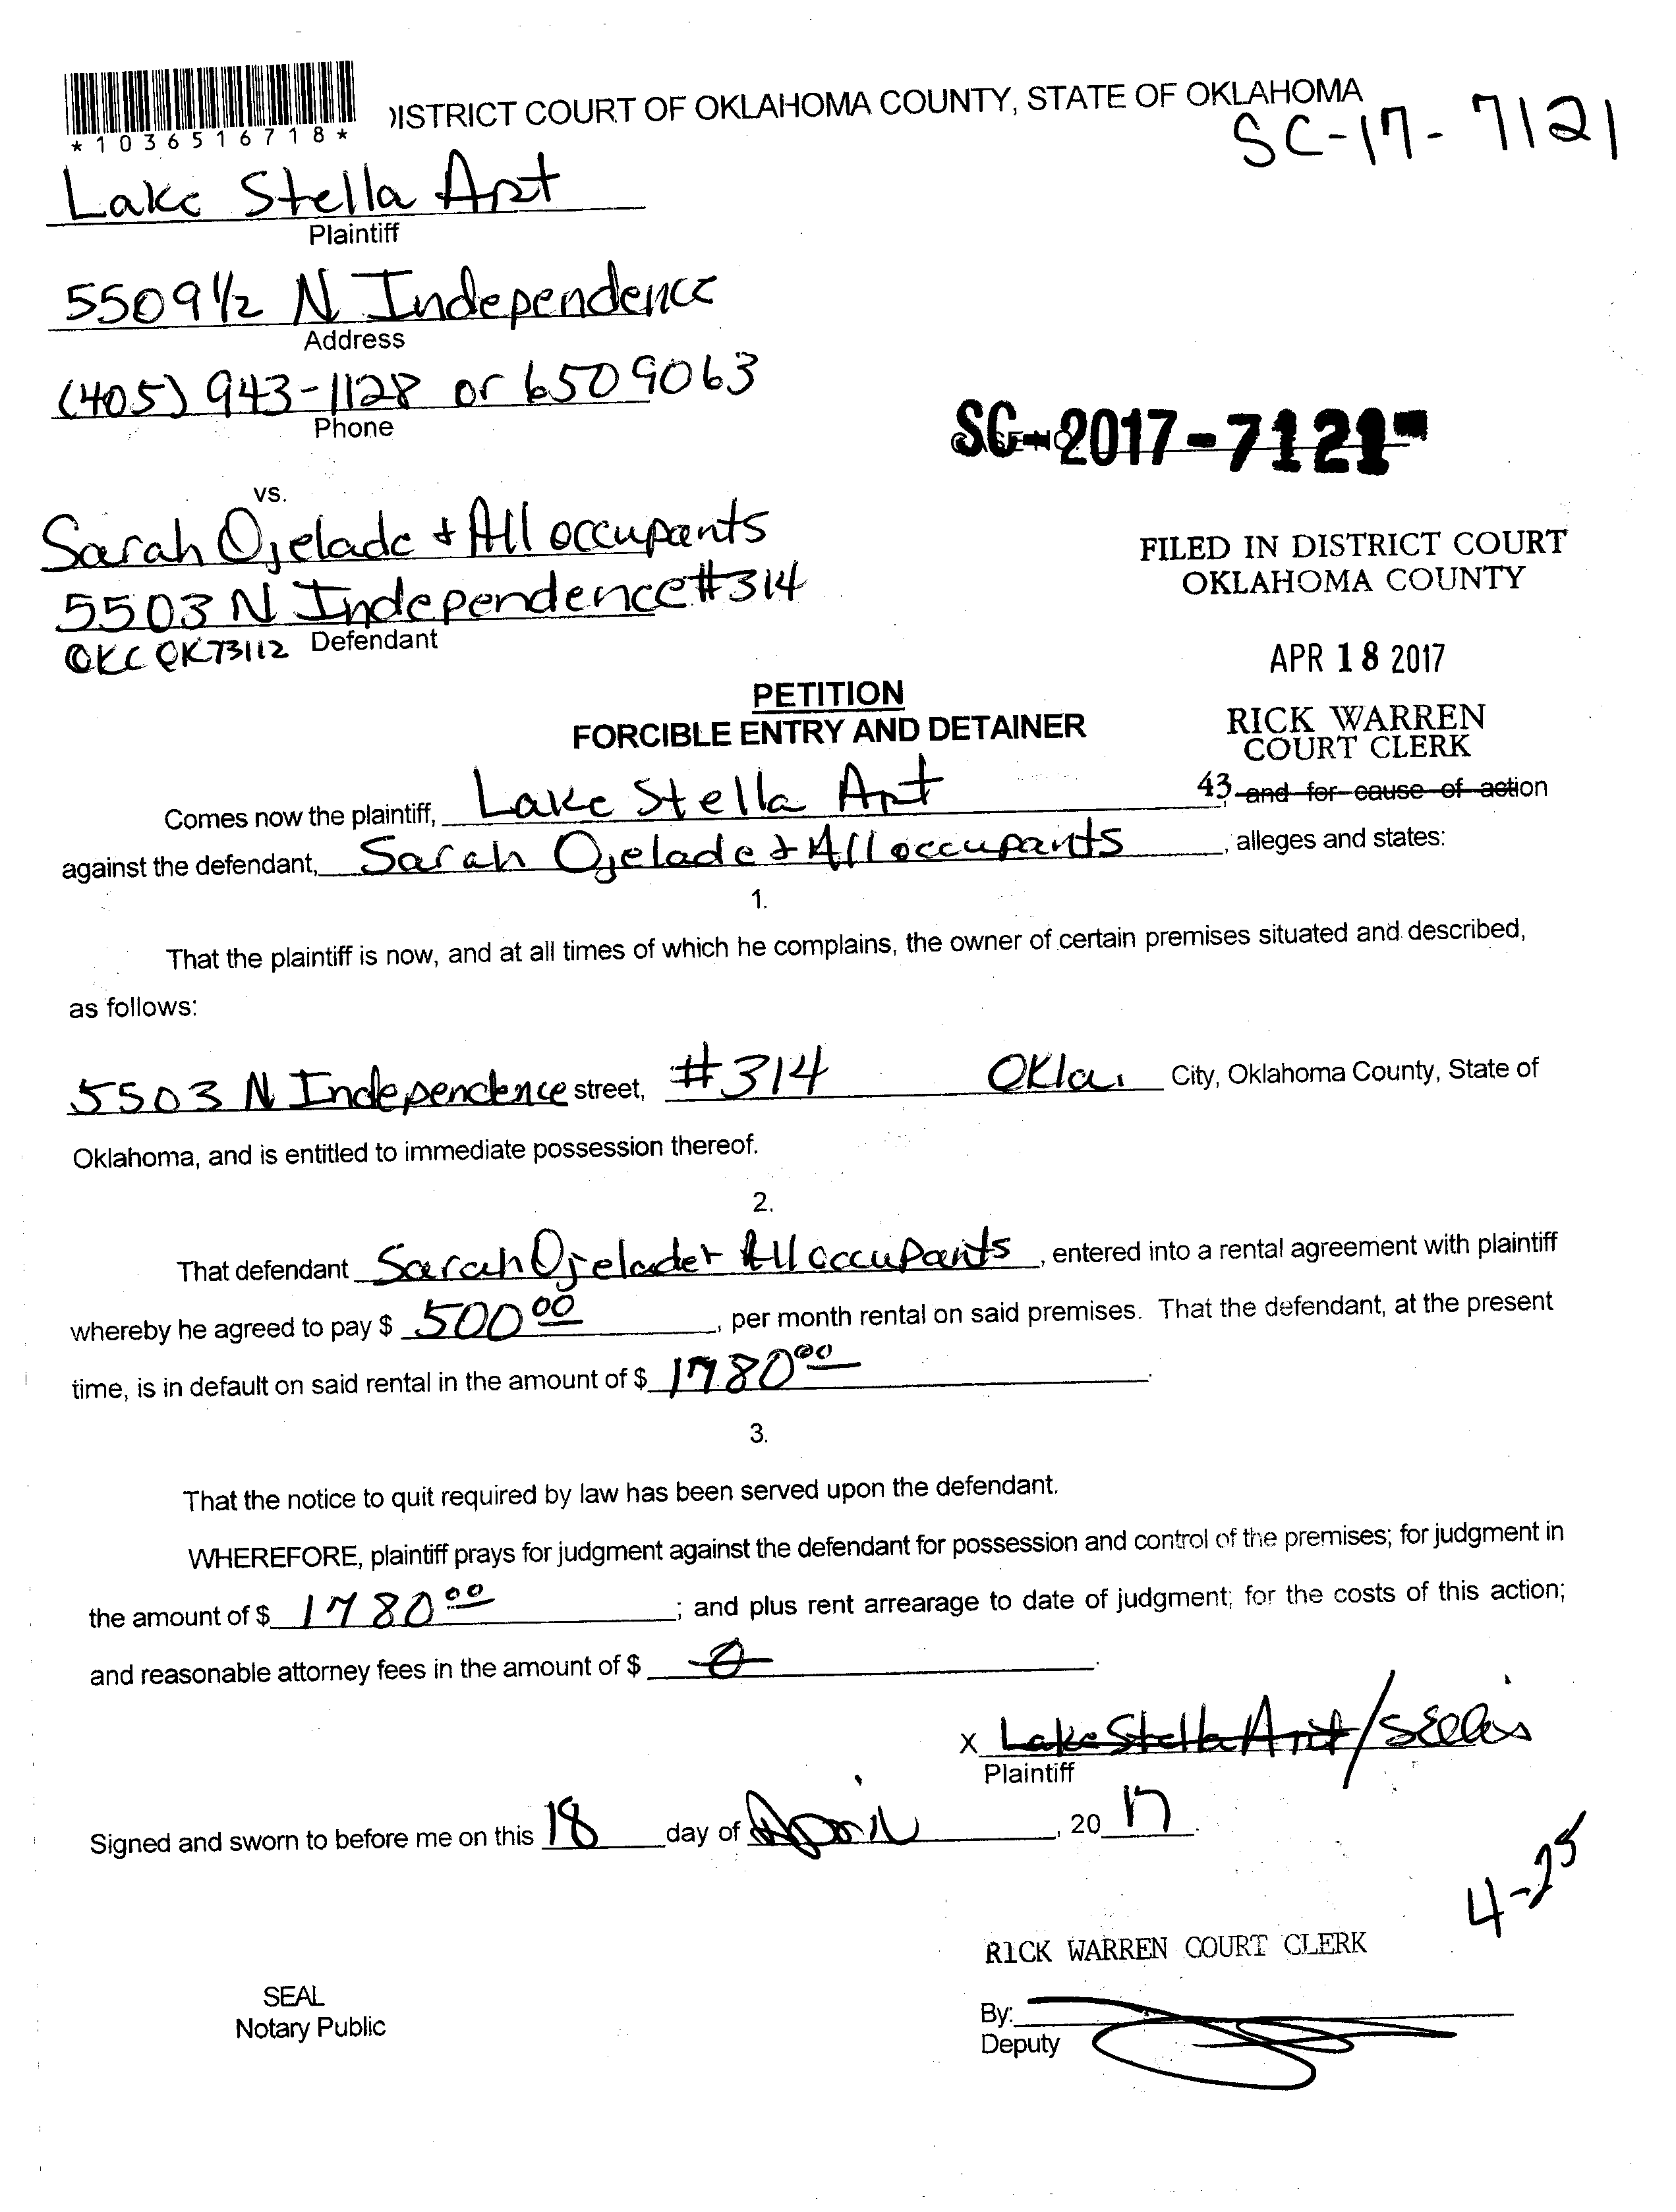 *1036516718*
DISTRICT COURT OF OKLAHOMA COUNTY, STATE OF OKLAHOMA
SC-17-7121
Lake Stella Apt
Plaintiff
5509 1/2 N Independence
Address
(405) 943-1128 or 650 9063
Phone
SC-2017-7121
vs.
Sarah Ojelade + All occupants
5503 N Independence #314
OKC OK 73112 Defendant
FILED IN DISTRICT COURT
OKLAHOMA COUNTY
APR 18 2017
RICK WARREN
COURT CLERK
43
PETITION
FORCIBLE ENTRY AND DETAINER
Comes now the plaintiff, Lake Stella Apt, and for cause of action
against the defendant, Sarah Ojelade + All occupants, alleges and states:
1.
That the plaintiff is now, and at all times of which he complains, the owner of certain premises situated and described,
as follows:
5503 N Independence street, #314 Okla. City, Oklahoma County, State of
Oklahoma, and is entitled to immediate possession thereof.
2.
That defendant Sarah Ojelade + All occupants, entered into a rental agreement with plaintiff
whereby he agreed to pay $ 500 00, per month rental on said premises. That the defendant, at the present
time, is in default on said rental in the amount of $ 1780 00.
3.
That the notice to quit required by law has been served upon the defendant.
WHEREFORE, plaintiff prays for judgment against the defendant for possession and control of the premises; for judgment in
the amount of $ 1780 00; and plus rent arrearage to date of judgment; for the costs of this action;
and reasonable attorney fees in the amount of $ 0.
X Lake Stella Apt /
Plaintiff
Signed and sworn to before me on this 18 day of April, 20 17.
4-25
RICK WARREN COURT CLERK
SEAL
Notary Public
By:
Deputy